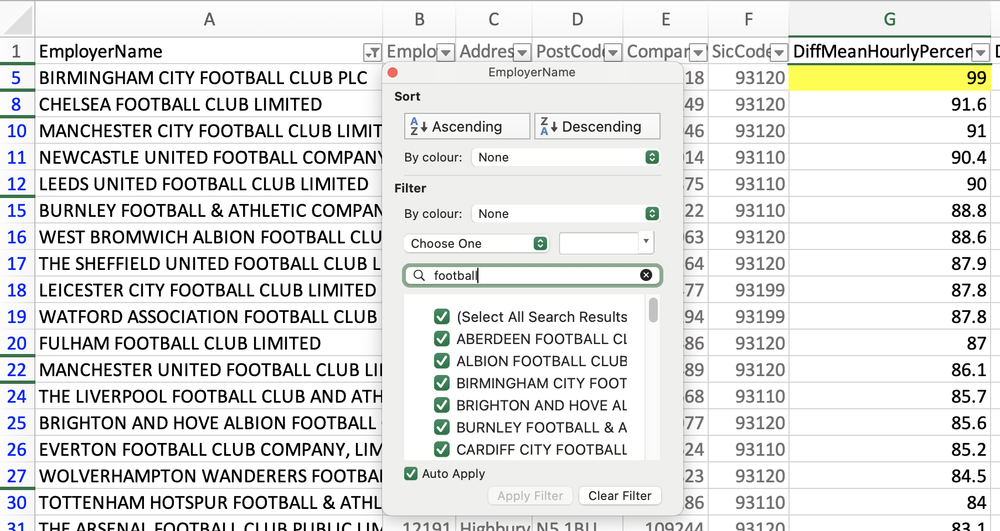 A B C D E F G
1 EmployerName Emplo Addres PostCod Compar SicCode DiffMeanHourlyPercen
5 BIRMINGHAM CITY FOOTBALL CLUB PLC 18 93120 99
8 CHELSEA FOOTBALL CLUB LIMITED 49 93120 91.6
10 MANCHESTER CITY FOOTBALL CLUB LIMIT 46 93120 91
11 NEWCASTLE UNITED FOOTBALL COMPANY 14 93110 90.4
12 LEEDS UNITED FOOTBALL CLUB LIMITED 75 93110 90
15 BURNLEY FOOTBALL & ATHLETIC COMPAN 22 93110 88.8
16 WEST BROMWICH ALBION FOOTBALL CLU 63 93120 88.6
17 THE SHEFFIELD UNITED FOOTBALL CLUB L 64 93120 87.9
18 LEICESTER CITY FOOTBALL CLUB LIMITED 77 93199 87.8
19 WATFORD ASSOCIATION FOOTBALL CLUB 94 93199 87.8
20 FULHAM FOOTBALL CLUB LIMITED 86 93120 87
22 MANCHESTER UNITED FOOTBALL CLUB LI 89 93120 86.1
24 THE LIVERPOOL FOOTBALL CLUB AND ATH 68 93110 85.7
25 BRIGHTON AND HOVE ALBION FOOTBALL 77 93120 85.6
26 EVERTON FOOTBALL CLUB COMPANY, LIM 24 93110 85.2
27 WOLVERHAMPTON WANDERERS FOOTBA 23 93120 84.5
30 TOTTENHAM HOTSPUR FOOTBALL & ATHL 86 93110 84
31 THE ARSENAL FOOTBALL CLUB PUBLIC LIM 12191 Highbury N5 1BU 109244 93120 83.1
EmployerName
Sort
Ascending Descending
By colour: None
Filter
By colour: None
Choose One
football
(Select All Search Results
ABERDEEN FOOTBALL CL
ALBION FOOTBALL CLUB
BIRMINGHAM CITY FOOT
BRIGHTON AND HOVE AL
BURNLEY FOOTBALL & A
CARDIFF CITY FOOTBALL
Auto Apply
Apply Filter Clear Filter